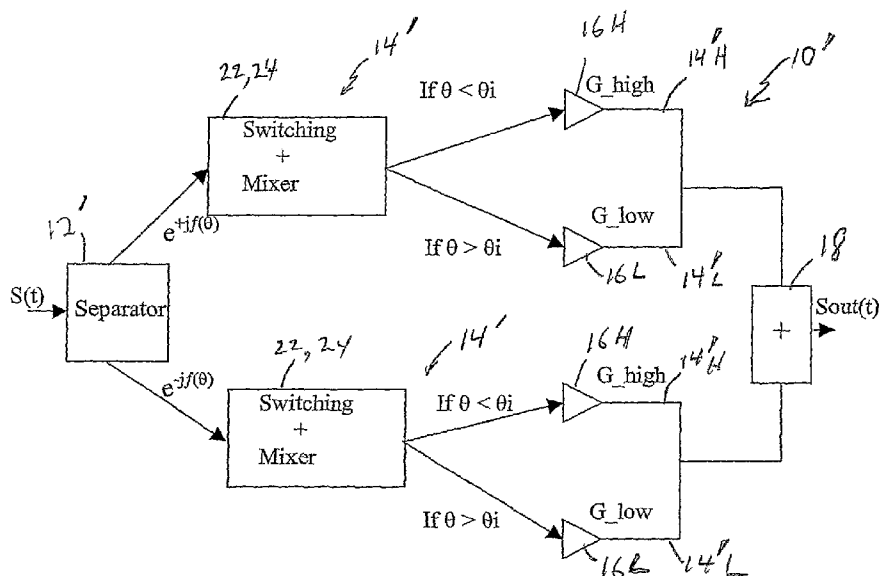 16H
14'
14'H
10'
22,24
If θ < θi
G_high
Switching
+
Mixer
e+jf(θ)
G_low
12'
If θ > θi
16L
14'L
18
S(t)
Separator
+
Sout(t)
22, 24
14'
16H
e-jf(θ)
G_high
14'H
Switching
+
Mixer
If θ < θi
G_low
If θ > θi
16L
14'L